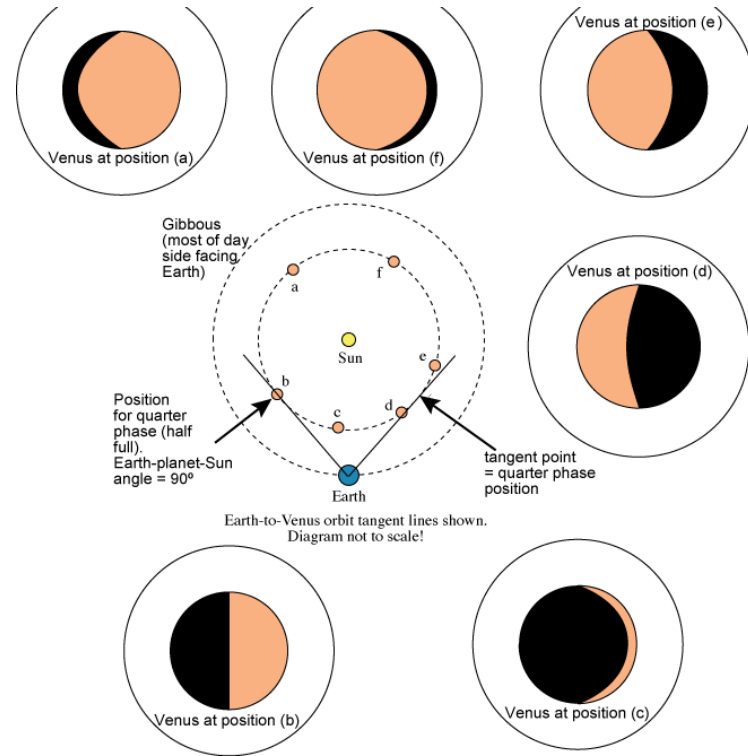 Venus at position (a)
Venus at position (f)
Venus at position (e)
Gibbous
(most of day
side facing
Earth)
a
f
Sun
e
b
c
d
Venus at position (d)
Position
for quarter
phase (half
full).
Earth-planet-Sun
angle = 90º
tangent point
= quarter phase
position
Earth
Earth-to-Venus orbit tangent lines shown.
Diagram not to scale!
Venus at position (b)
Venus at position (c)